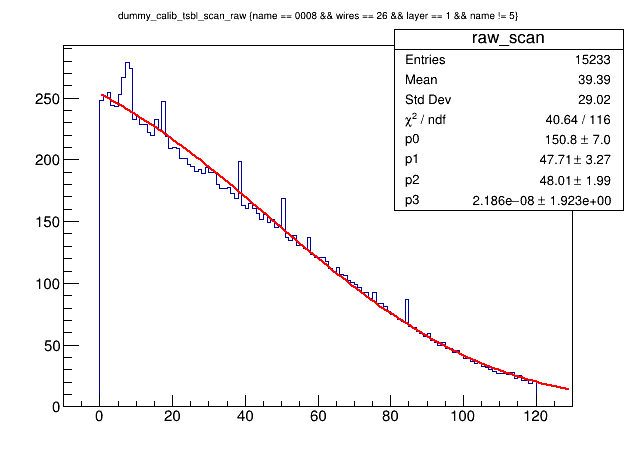 dummy_calib_tsbl_scan_raw {name == 0008 && wires == 26 && layer == 1 && name != 5}
raw_scan
Entries 15233
Mean 39.39
Std Dev 29.02
χ² / ndf 40.64 / 116
p0 150.8 ± 7.0
p1 47.71 ± 3.27
p2 48.01 ± 1.99
p3 2.186e−08 ± 1.923e+00
250
200
150
100
50
0
0 20 40 60 80 100 120